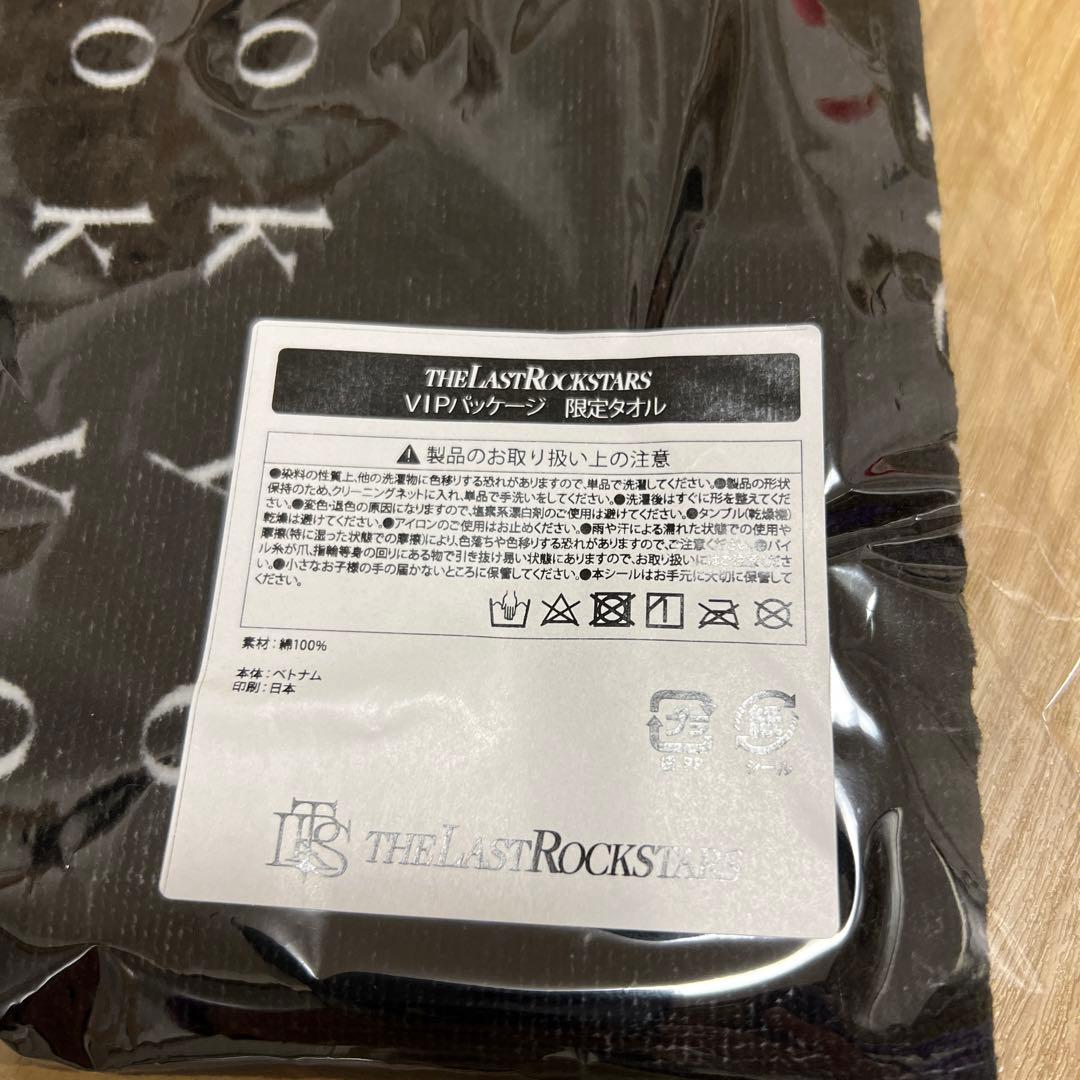 O K Y O
O K Y O
THE LAST ROCKSTARS
VIPパッケージ 限定タオル
製品のお取り扱い上の注意
●染料の性質上、他の洗濯物に色移りする恐れがありますので、単品で洗濯してください。●製品の形状
保持のため、クリーニングネットに入れ、単品で手洗いをしてください。●洗濯後はすぐに形を整えてくだ
さい。●変色・退色の原因になりますので、塩素系漂白剤のご使用は避けてください。●タンブル(乾燥機)
乾燥は避けてください。●アイロンのご使用はお止めください。●雨や汗による濡れた状態での使用や
摩擦(特に湿った状態での摩擦)により、色落ちや色移りする恐れがありますので、ご注意ください。●パイ
ル糸が爪、指輪等身の回りにある物で引き抜け易い状態にありますので、お取り扱いにはご注意くださ
い。●小さなお子様の手の届かないところに保管してください。●本シールはお手元に大切に保管して
ください。
素材：綿100%
本体：ベトナム
印刷：日本
プラ 紙
袋:PP シール
TLRS THE LAST ROCKSTARS